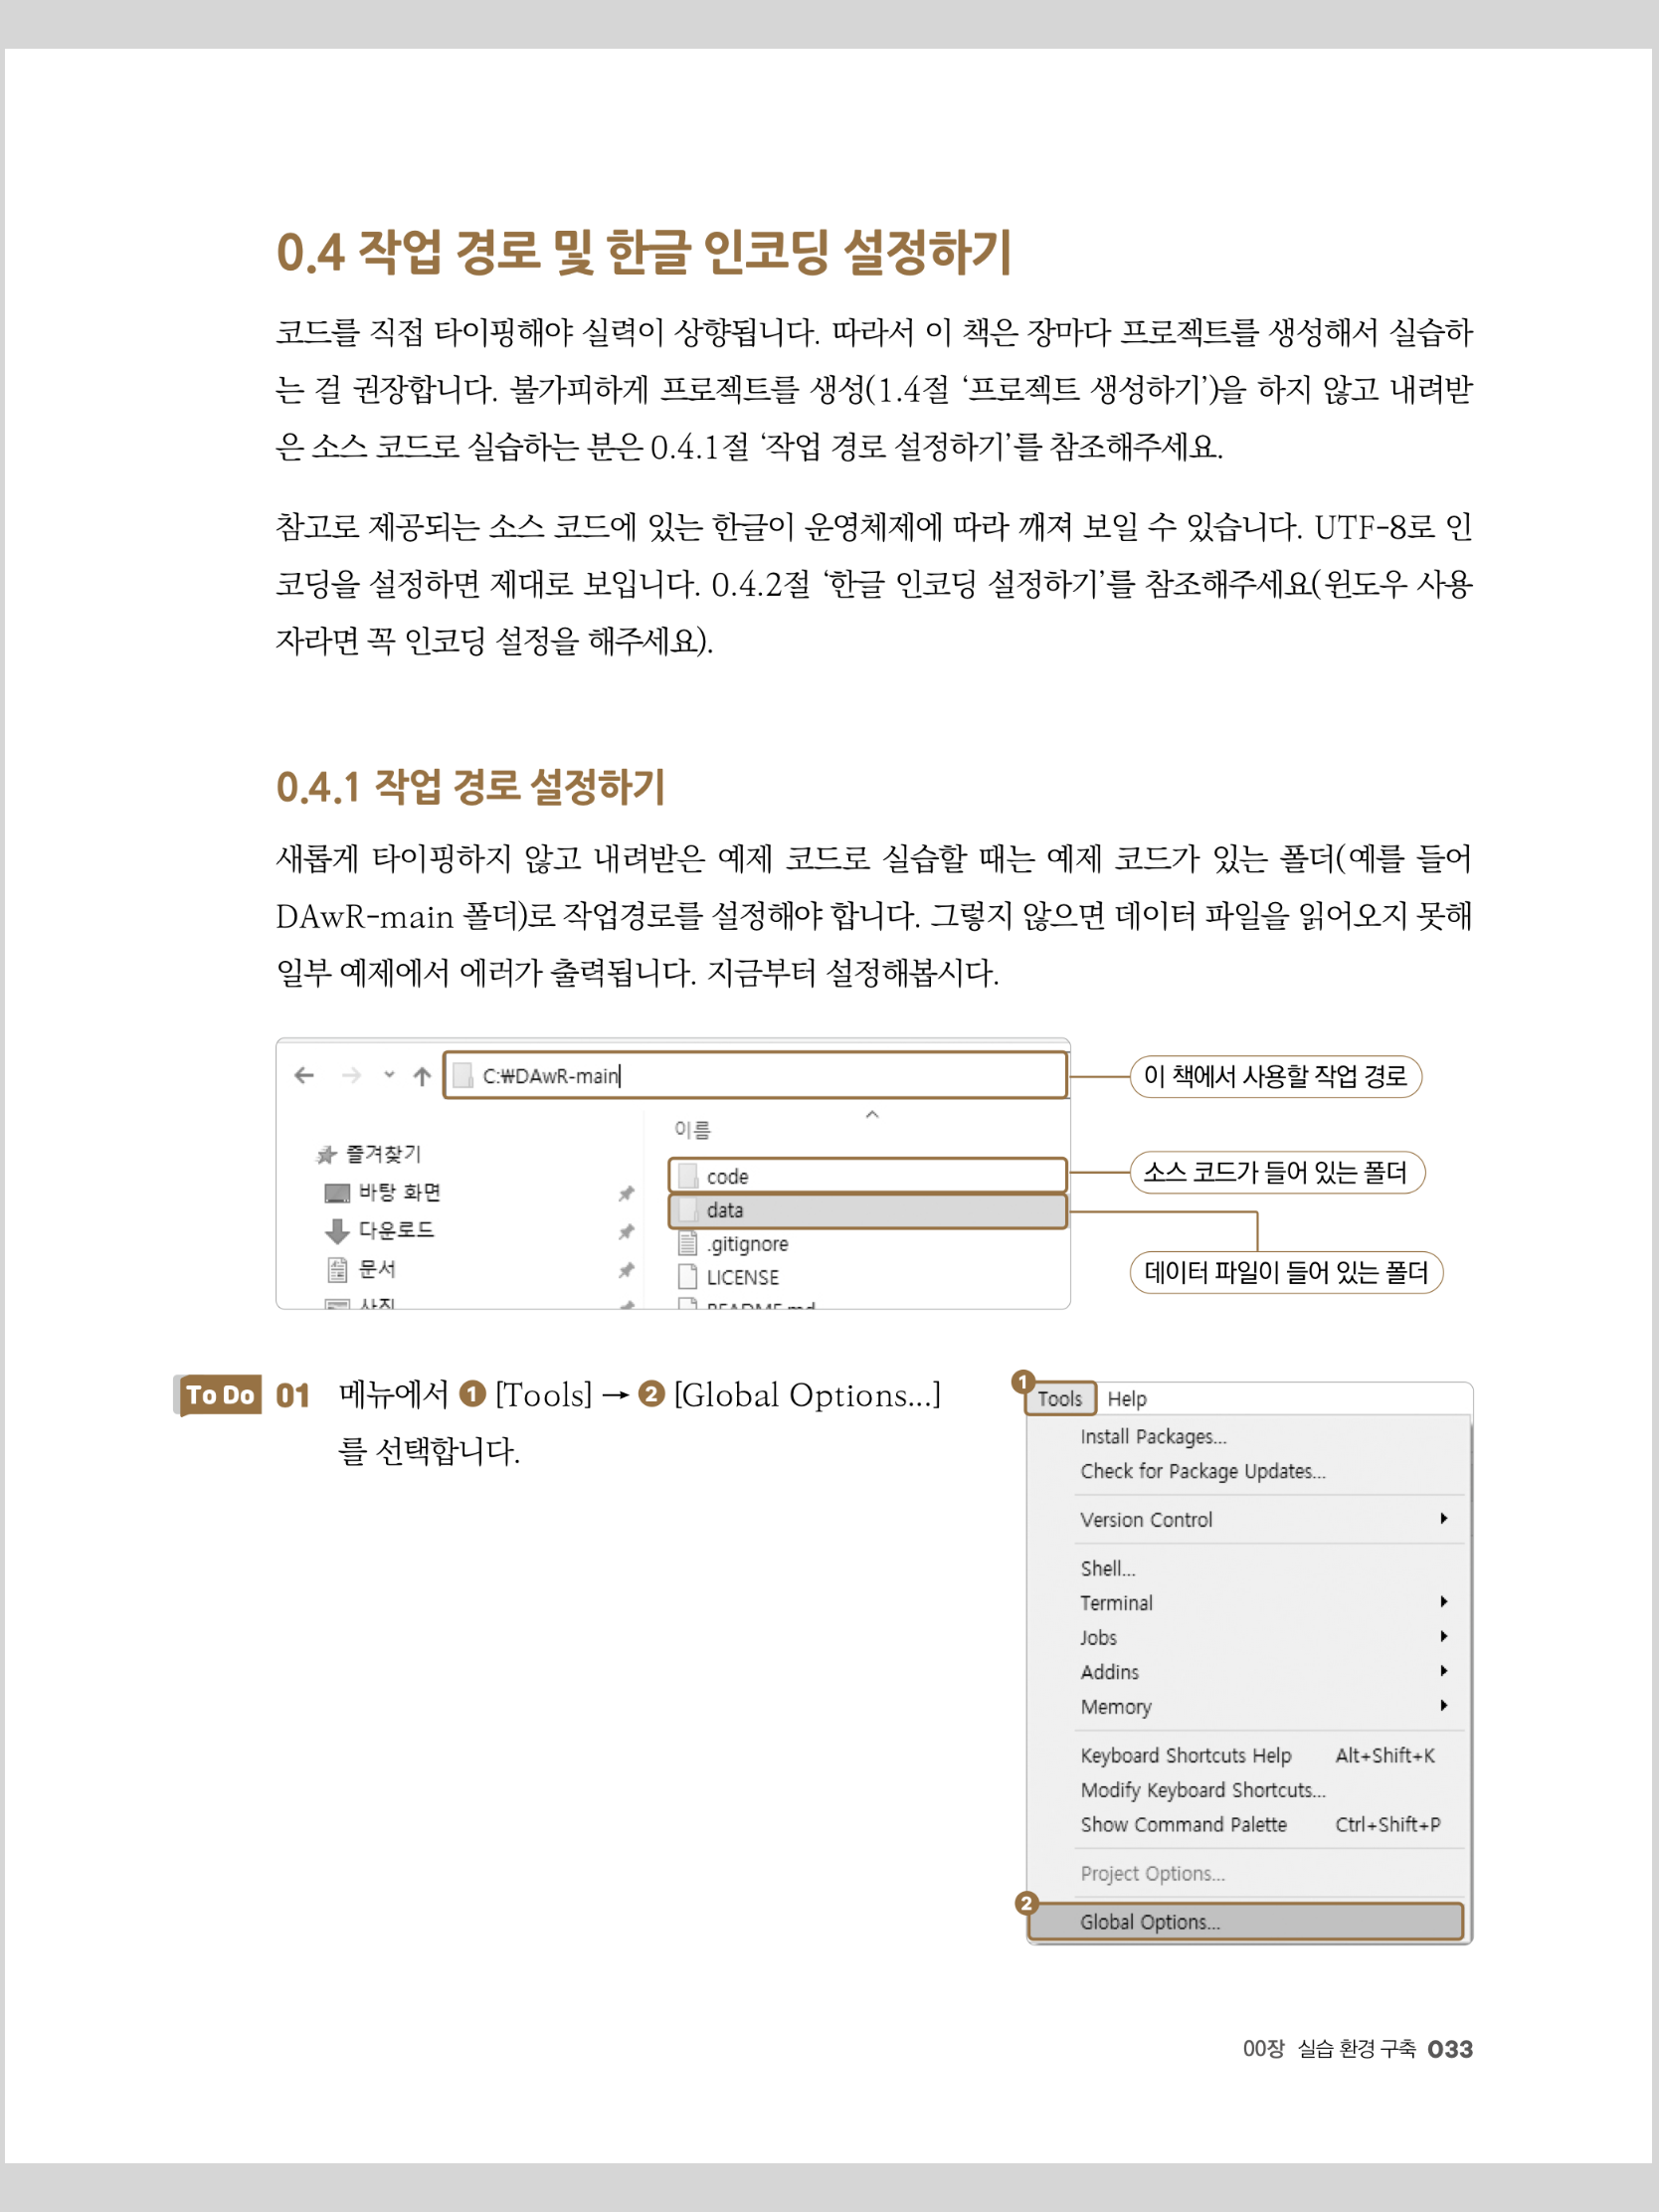 0.4 작업 경로 및 한글 인코딩 설정하기
코드를 직접 타이핑해야 실력이 상향됩니다. 따라서 이 책은 장마다 프로젝트를 생성해서 실습하
는 걸 권장합니다. 불가피하게 프로젝트를 생성(1.4절 ‘프로젝트 생성하기’)을 하지 않고 내려받
은 소스 코드로 실습하는 분은 0.4.1절 ‘작업 경로 설정하기’를 참조해주세요.
참고로 제공되는 소스 코드에 있는 한글이 운영체제에 따라 깨져 보일 수 있습니다. UTF-8로 인
코딩을 설정하면 제대로 보입니다. 0.4.2절 ‘한글 인코딩 설정하기’를 참조해주세요(윈도우 사용
자라면 꼭 인코딩 설정을 해주세요).
0.4.1 작업 경로 설정하기
새롭게 타이핑하지 않고 내려받은 예제 코드로 실습할 때는 예제 코드가 있는 폴더(예를 들어
DAwR-main 폴더)로 작업경로를 설정해야 합니다. 그렇지 않으면 데이터 파일을 읽어오지 못해
일부 예제에서 에러가 출력됩니다. 지금부터 설정해봅시다.
C:₩DAwR-main
이 책에서 사용할 작업 경로
이름
즐겨찾기
바탕 화면
다운로드
문서
사진
code
data
.gitignore
LICENSE
README.md
소스 코드가 들어 있는 폴더
데이터 파일이 들어 있는 폴더
To Do 01 메뉴에서 ❶ [Tools] → ❷ [Global Options...]
를 선택합니다.
❶
Tools Help
Install Packages...
Check for Package Updates...
Version Control
Shell...
Terminal
Jobs
Addins
Memory
Keyboard Shortcuts Help Alt+Shift+K
Modify Keyboard Shortcuts...
Show Command Palette Ctrl+Shift+P
Project Options...
❷
Global Options...
00장 실습 환경 구축 033